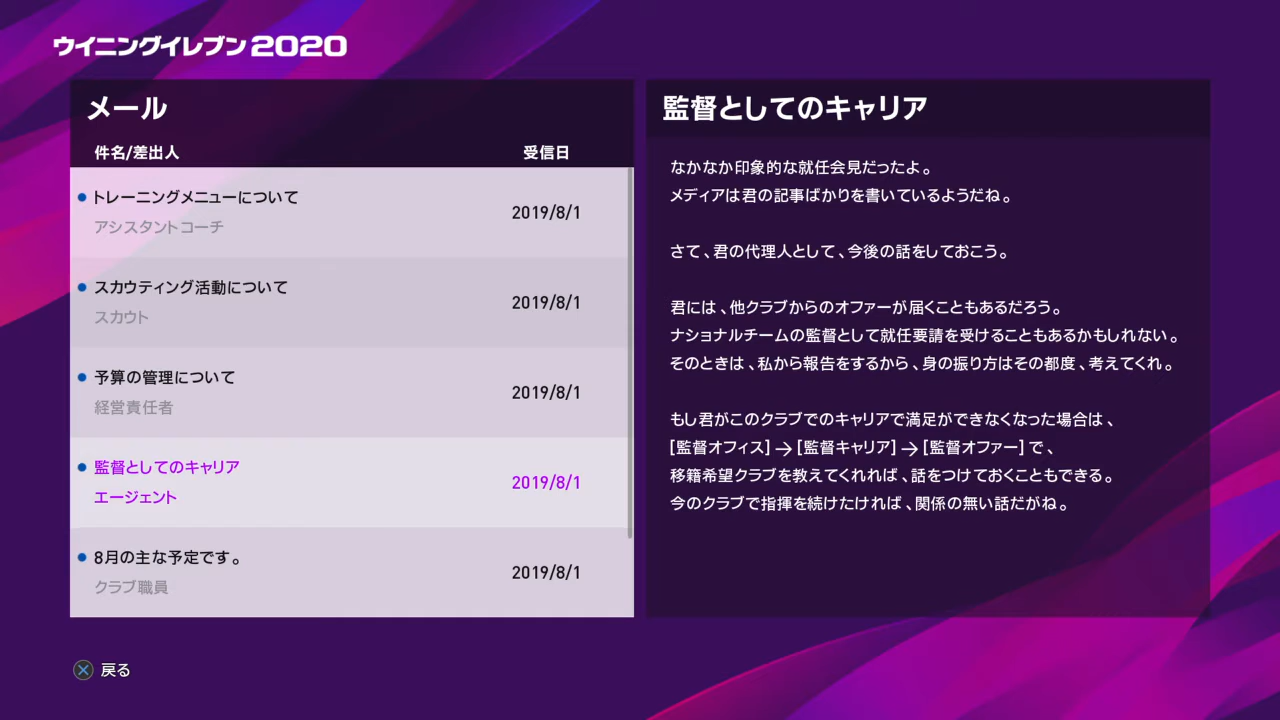 ウイニングイレブン2020
メール
件名/差出人 受信日
トレーニングメニューについて
アシスタントコーチ
2019/8/1
スカウティング活動について
スカウト
2019/8/1
予算の管理について
経営責任者
2019/8/1
監督としてのキャリア
エージェント
2019/8/1
8月の主な予定です。
クラブ職員
2019/8/1
監督としてのキャリア
なかなか印象的な就任会見だったよ。
メディアは君の記事ばかりを書いているようだね。
さて、君の代理人として、今後の話をしておこう。
君には、他クラブからのオファーが届くこともあるだろう。
ナショナルチームの監督として就任要請を受けることもあるかもしれない。
そのときは、私から報告をするから、身の振り方はその都度、考えてくれ。
もし君がこのクラブでのキャリアで満足ができなくなった場合は、
[監督オフィス]→[監督キャリア]→[監督オファー]で、
移籍希望クラブを教えてくれれば、話をつけておくこともできる。
今のクラブで指揮を続けたければ、関係の無い話だがね。
戻る